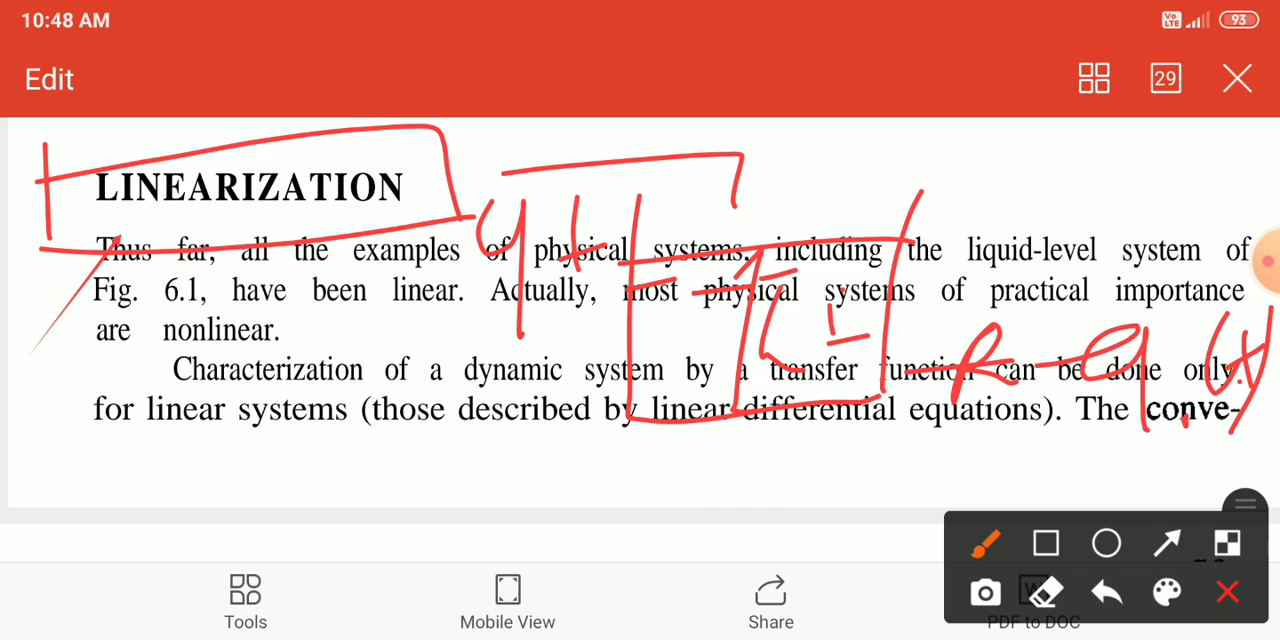 10:48 AM
Vo LTE 93
Edit
29
LINEARIZATION
Thus far, all the examples of physical systems, including the liquid-level system of
Fig. 6.1, have been linear. Actually, most physical systems of practical importance
are nonlinear.
Characterization of a dynamic system by a transfer function can be done only
for linear systems (those described by linear differential equations). The conve-
Tools
Mobile View
Share
PDF to DOC